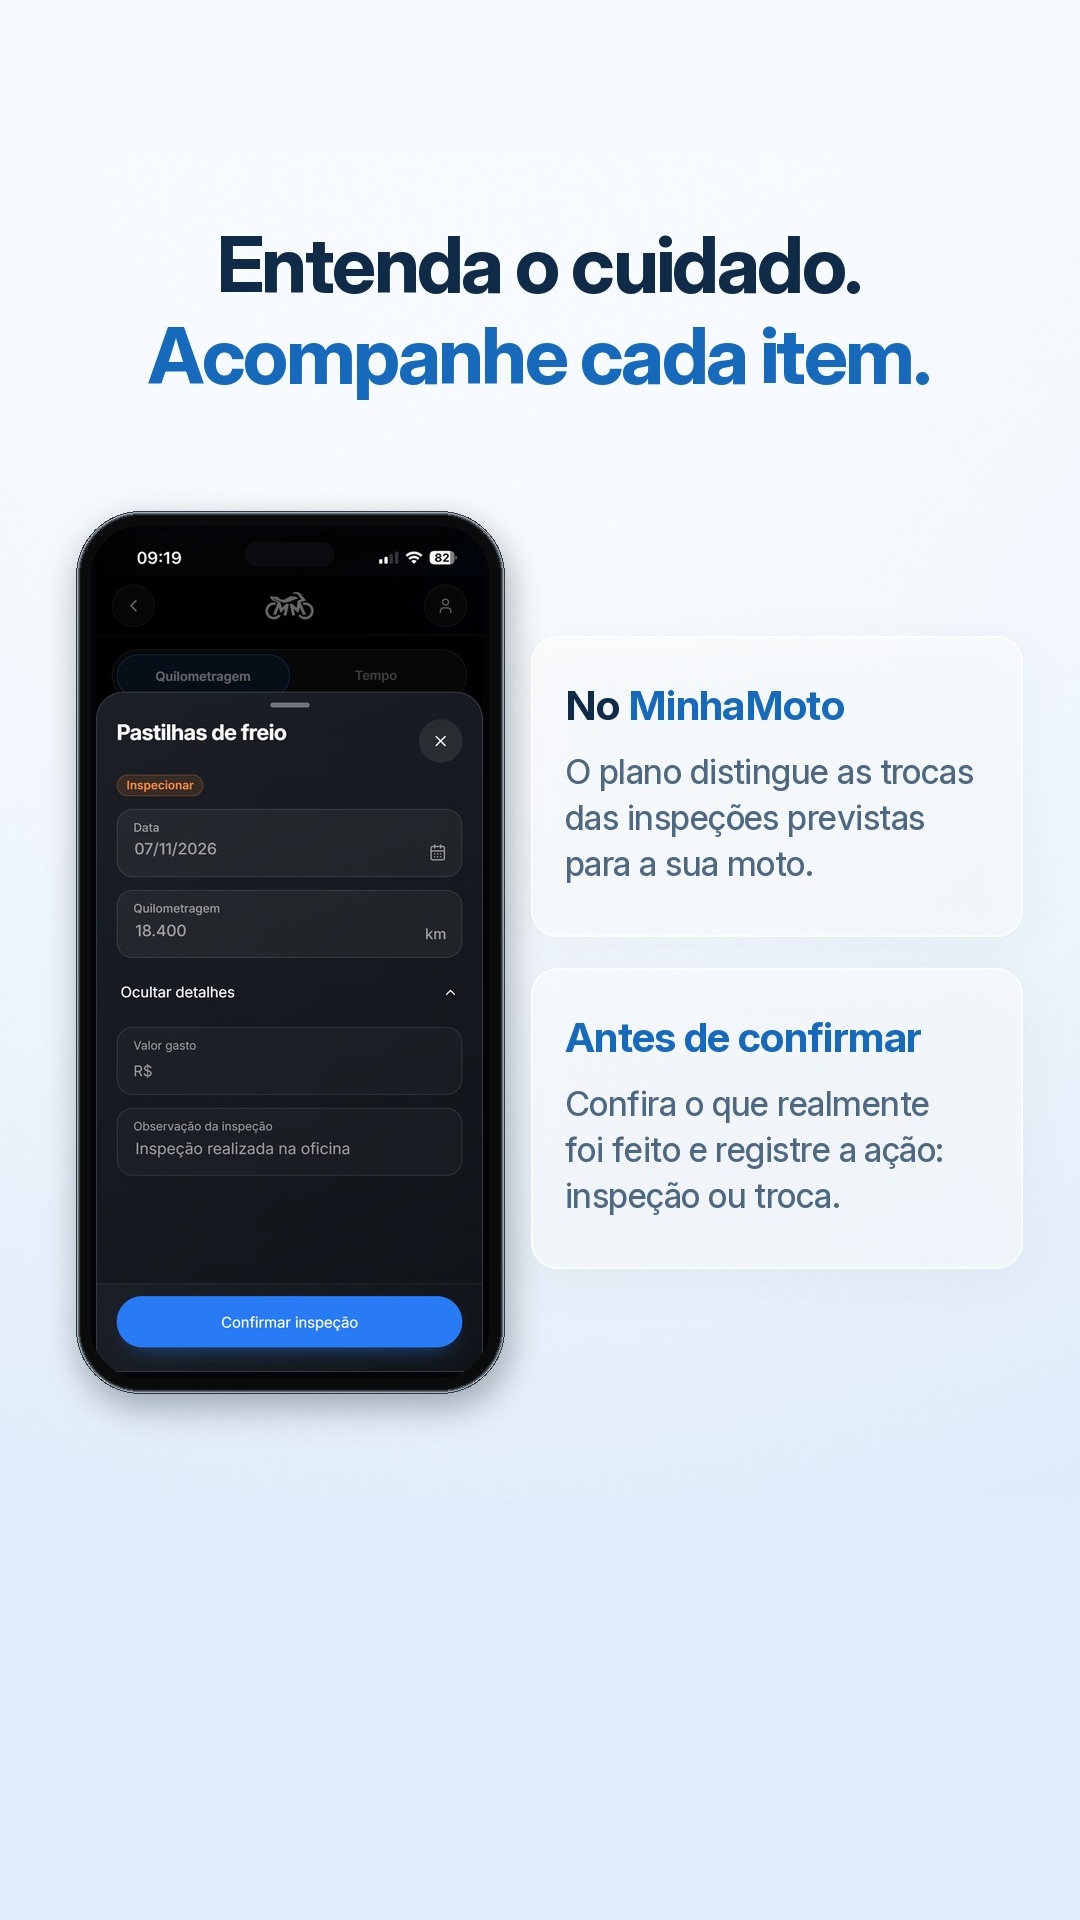 Entenda o cuidado.
Acompanhe cada item.
09:19
82
MM
Quilometragem
Tempo
Pastilhas de freio
Inspecionar
Data
07/11/2026
Quilometragem
18.400
km
Ocultar detalhes
Valor gasto
R$
Observação da inspeção
Inspeção realizada na oficina
Confirmar inspeção
No MinhaMoto
O plano distingue as trocas
das inspeções previstas
para a sua moto.
Antes de confirmar
Confira o que realmente
foi feito e registre a ação:
inspeção ou troca.